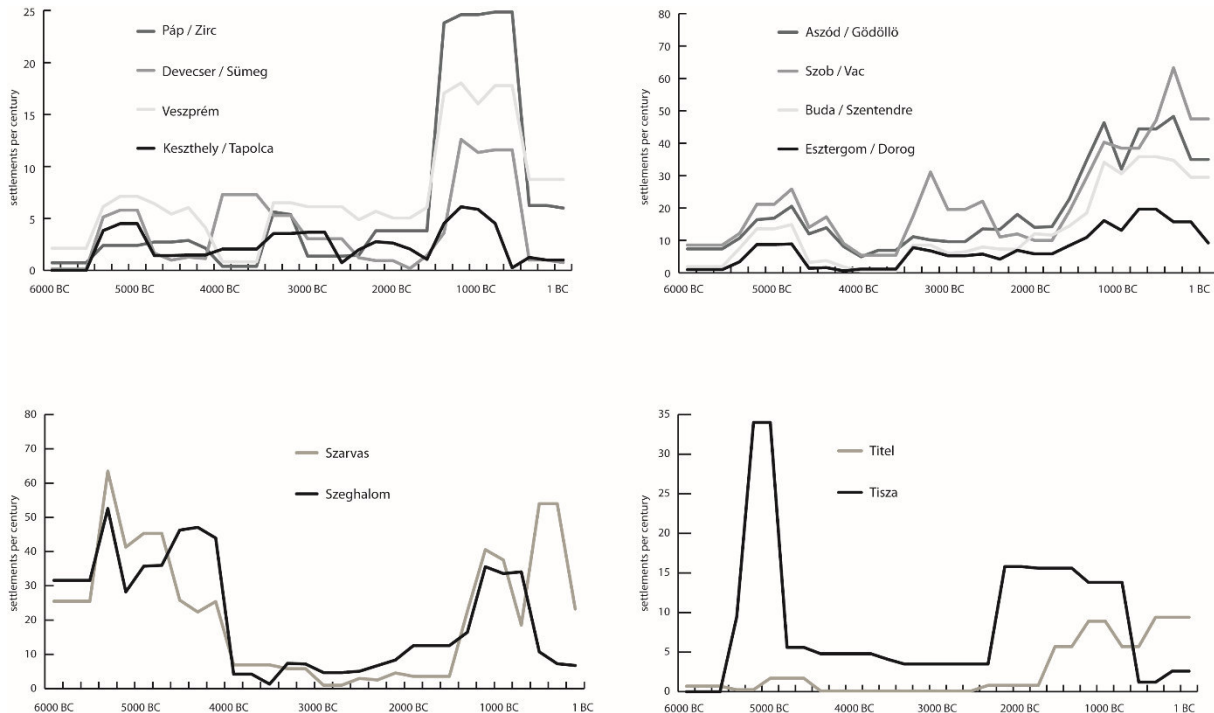 25
20
15
10
5
0
settlements per century
Páp / Zirc
Devecser / Sümeg
Veszprém
Keszthely / Tapolca
6000 BC 5000 BC 4000 BC 3000 BC 2000 BC 1000 BC 1 BC
80
70
60
50
40
30
20
10
0
settlements per century
Aszód / Gödöllö
Szob / Vac
Buda / Szentendre
Esztergom / Dorog
6000 BC 5000 BC 4000 BC 3000 BC 2000 BC 1000 BC 1 BC
80
70
60
50
40
30
20
10
0
settlements per century
Szarvas
Szeghalom
6000 BC 5000 BC 4000 BC 3000 BC 2000 BC 1000 BC 1 BC
35
30
25
20
15
10
5
0
settlements per century
Titel
Tisza
6000 BC 5000 BC 4000 BC 3000 BC 2000 BC 1000 BC 1 BC